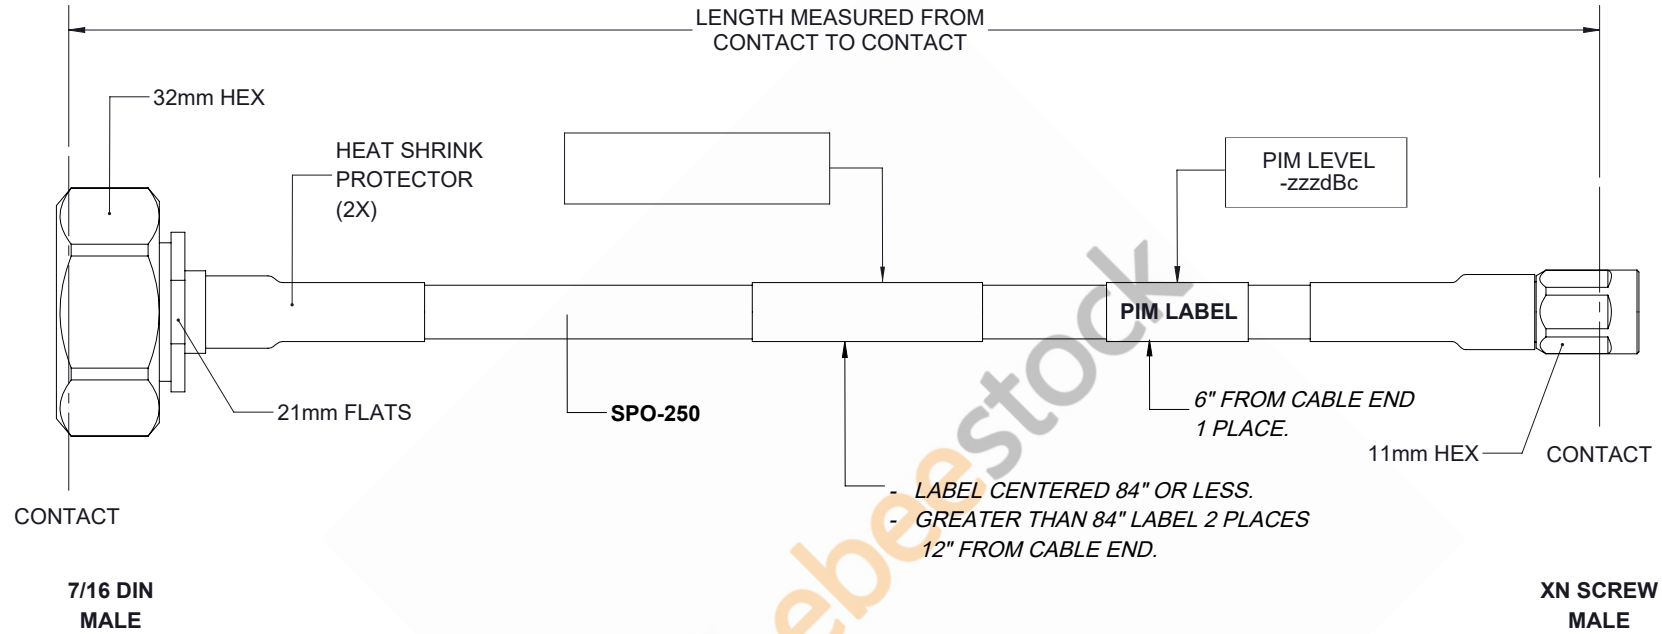 LENGTH MEASURED FROM
CONTACT TO CONTACT
32mm HEX
HEAT SHRINK
PROTECTOR
(2X)
PIM LEVEL
-zzzdBc
PIM LABEL
21mm FLATS
SPO-250
6" FROM CABLE END
1 PLACE.
11mm HEX
CONTACT
- LABEL CENTERED 84" OR LESS.
- GREATER THAN 84" LABEL 2 PLACES
12" FROM CABLE END.
CONTACT
7/16 DIN
MALE
XN SCREW
MALE
ebeestock